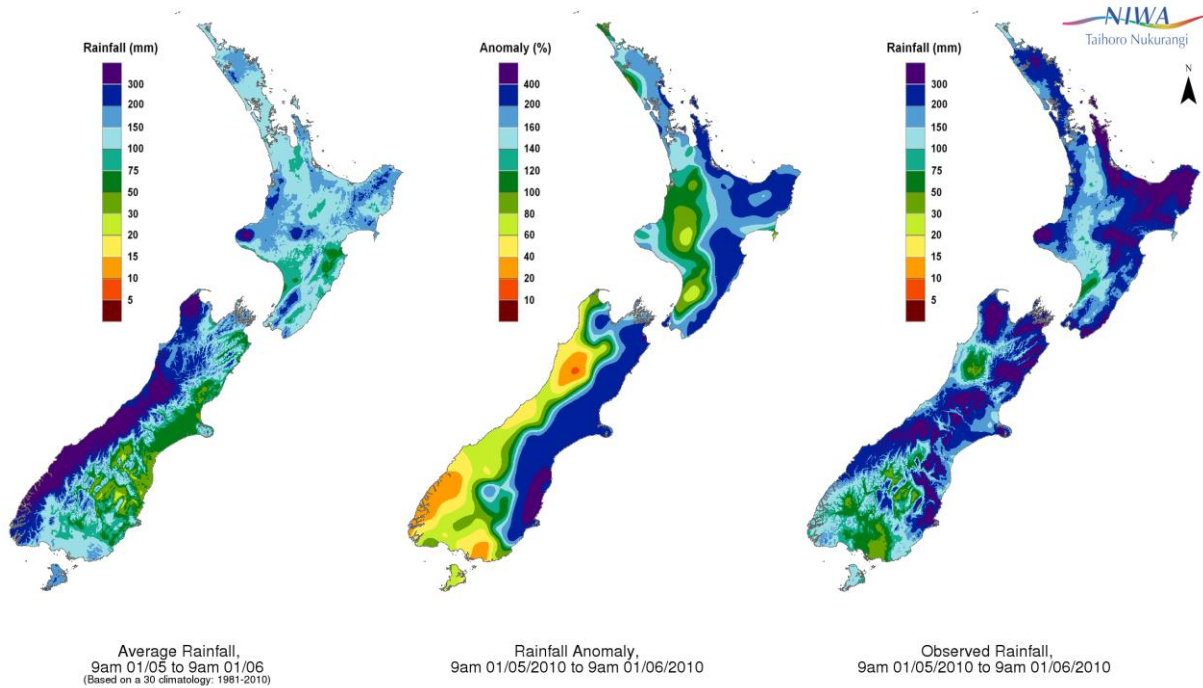 NIWA
Taihoro Nukurangi
N
Rainfall (mm)
300
200
150
100
75
50
30
20
15
10
5
Anomaly (%)
400
200
160
140
120
100
80
60
40
20
10
Rainfall (mm)
300
200
150
100
75
50
30
20
15
10
5
Average Rainfall,
9am 01/05 to 9am 01/06
(Based on a 30 climatology: 1981-2010)
Rainfall Anomaly,
9am 01/05/2010 to 9am 01/06/2010
Observed Rainfall,
9am 01/05/2010 to 9am 01/06/2010